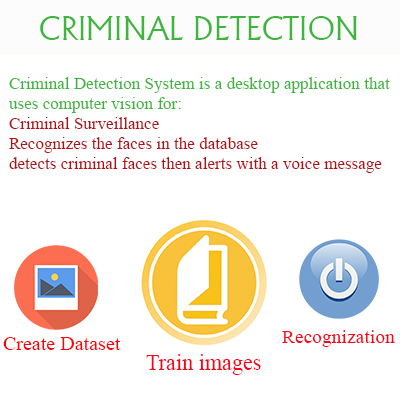 CRIMINAL DETECTION
Criminal Detection System is a desktop application that
uses computer vision for:
Criminal Surveillance
Recognizes the faces in the database
detects criminal faces then alerts with a voice message
Create Dataset
Train images
Recognization